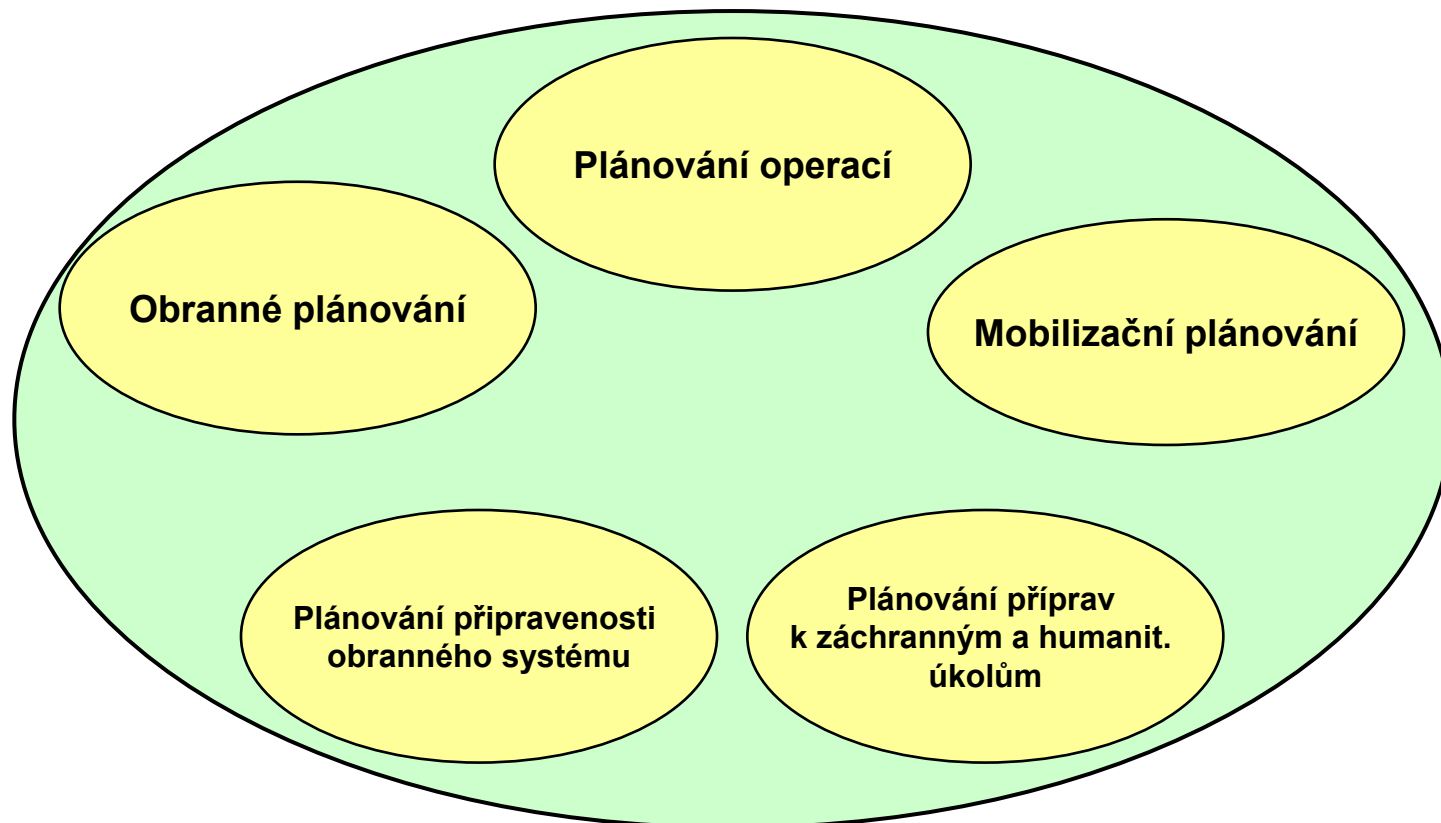 Plánování operací
Obranné plánování
Mobilizační plánování
Plánování připravenosti
obranného systému
Plánování příprav
k záchranným a humanit.
úkolům